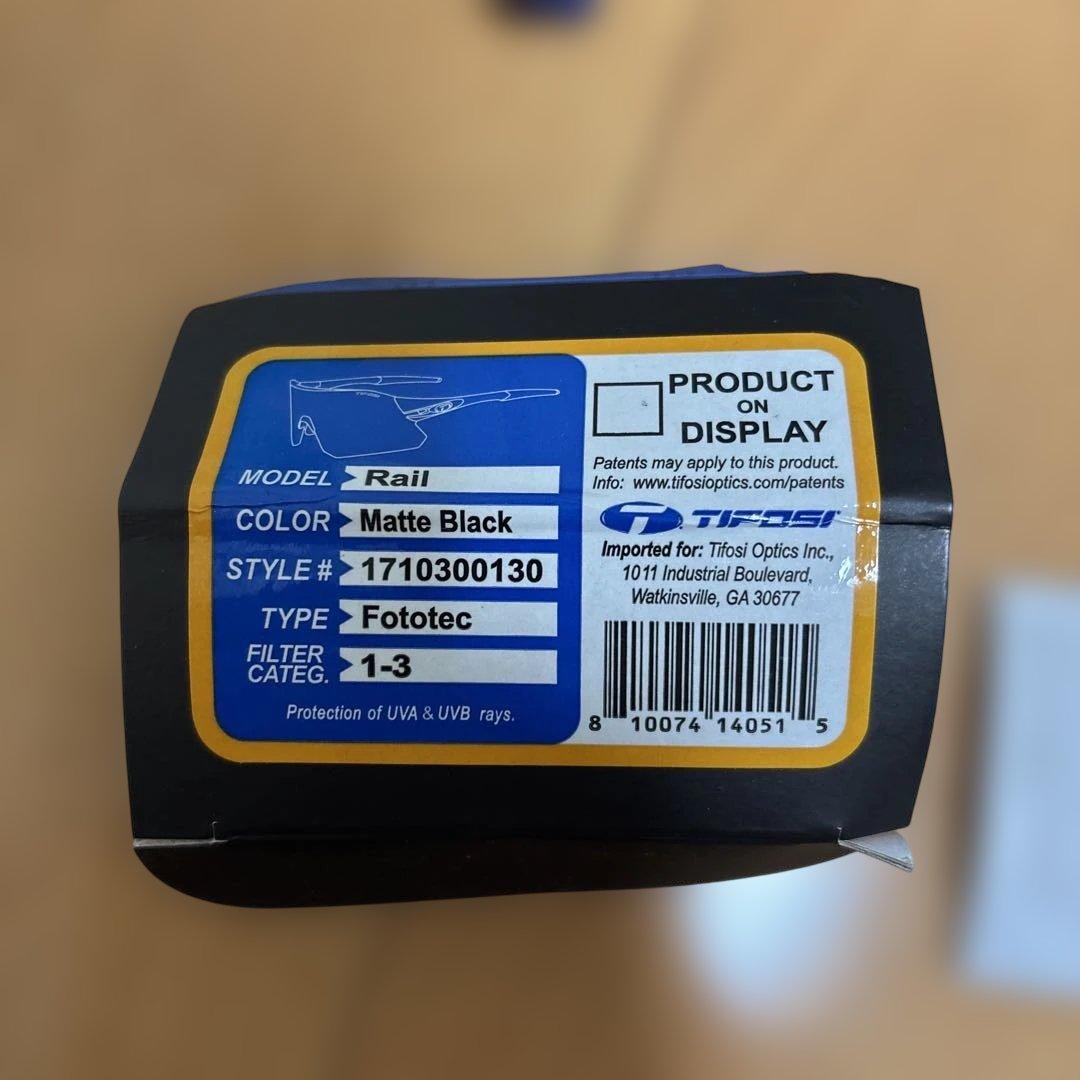 TIFOSI
MODEL Rail
COLOR Matte Black
STYLE # 1710300130
TYPE Fototec
FILTER CATEG. 1-3
Protection of UVA & UVB rays.
PRODUCT
ON
DISPLAY
Patents may apply to this product.
Info: www.tifosioptics.com/patents
TIFOSI
Imported for: Tifosi Optics Inc.,
1011 Industrial Boulevard,
Watkinsville, GA 30677
8 10074 14051 5